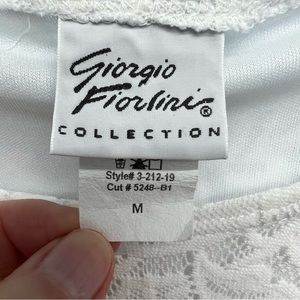 Giorgio
Fiorlini®
COLLECTION
Style# 3-212-19
Cut # 5248--B1
M